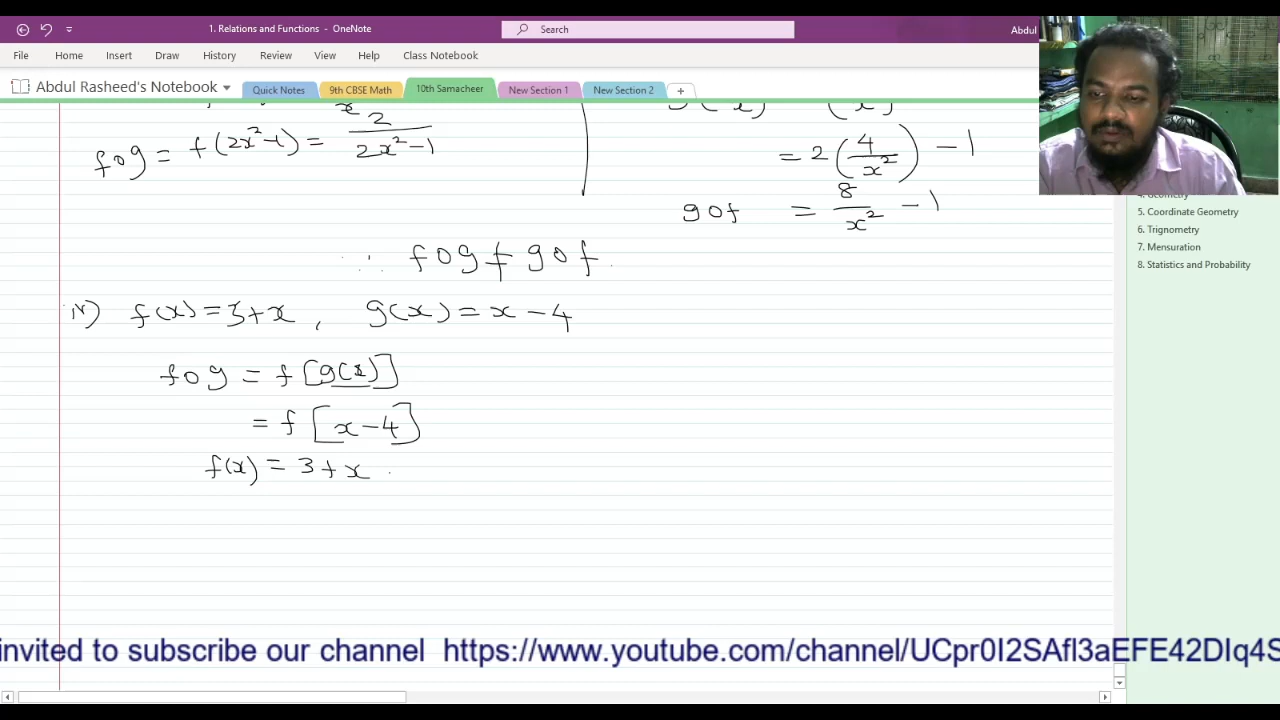 1. Relations and Functions - OneNote
Search
Abdul
File Home Insert Draw History Review View Help Class Notebook
Abdul Rasheed's Notebook
Quick Notes 9th CBSE Math 10th Samacheer New Section 1 New Section 2 +
fog = f(2x²-1) = 2/(2x²-1)
= 2(4/x²) - 1
gof = 8/x² - 1
∴ fog ≠ gof
iv) f(x) = 3+x , g(x) = x - 4
fog = f[g(x)]
= f[x-4]
f(x) = 3+x
5. Coordinate Geometry
6. Trignometry
7. Mensuration
8. Statistics and Probability
invited to subscribe our channel https://www.youtube.com/channel/UCpr0I2SAfl3aEFE42DIq4S